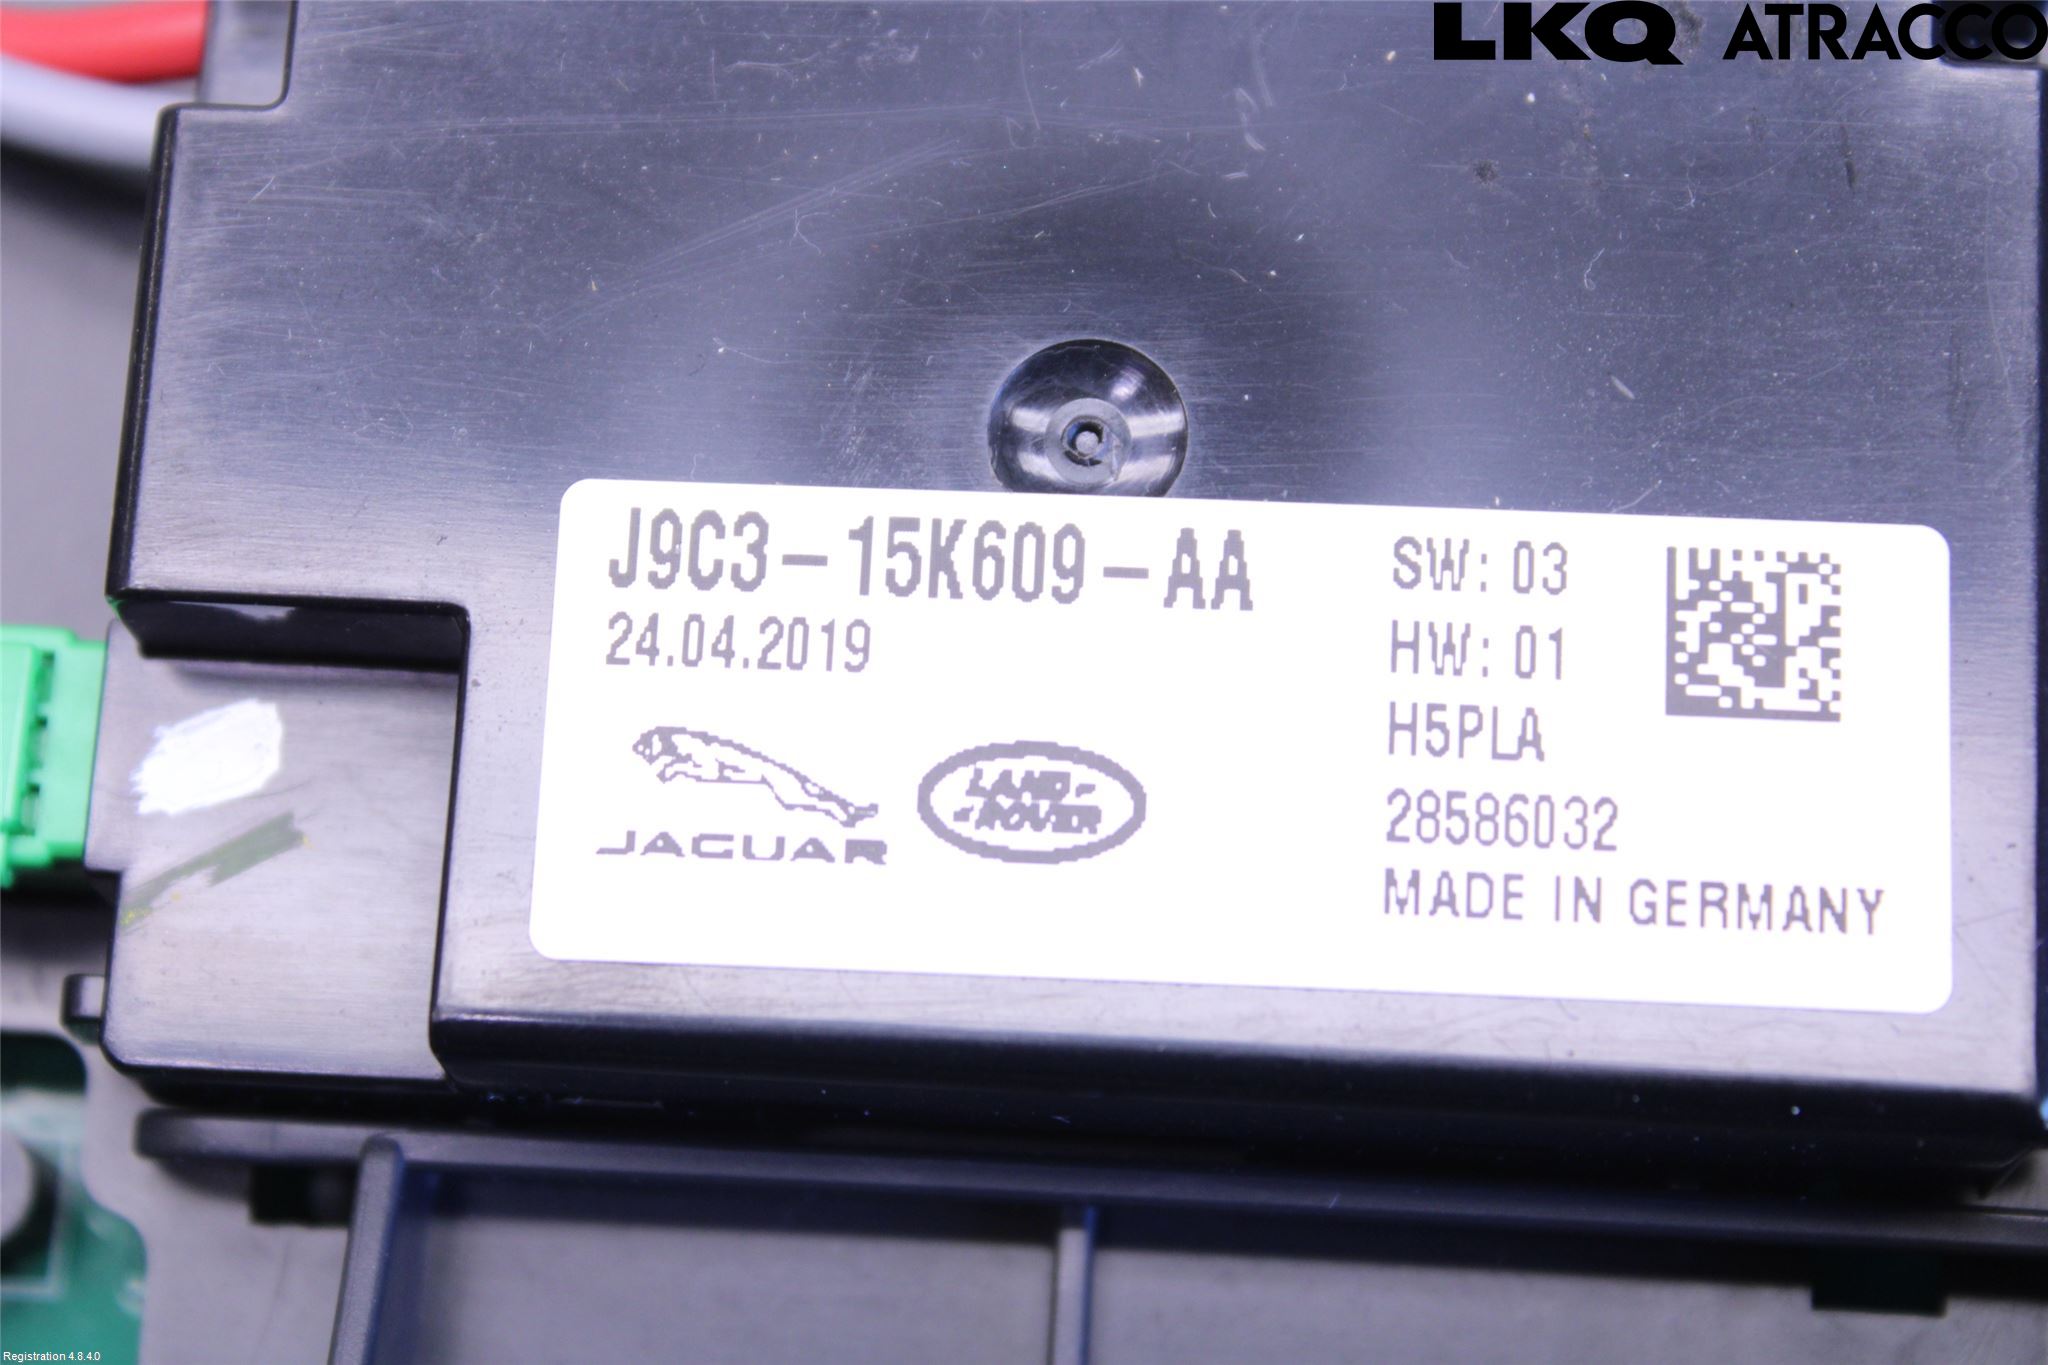 LKQ ATRACCO
J9C3-15K609-AA
24.04.2019
JAGUAR
LAND-
-ROVER
SW: 03
HW: 01
H5PLA
28586032
MADE IN GERMANY
Registration 4.8.4.0